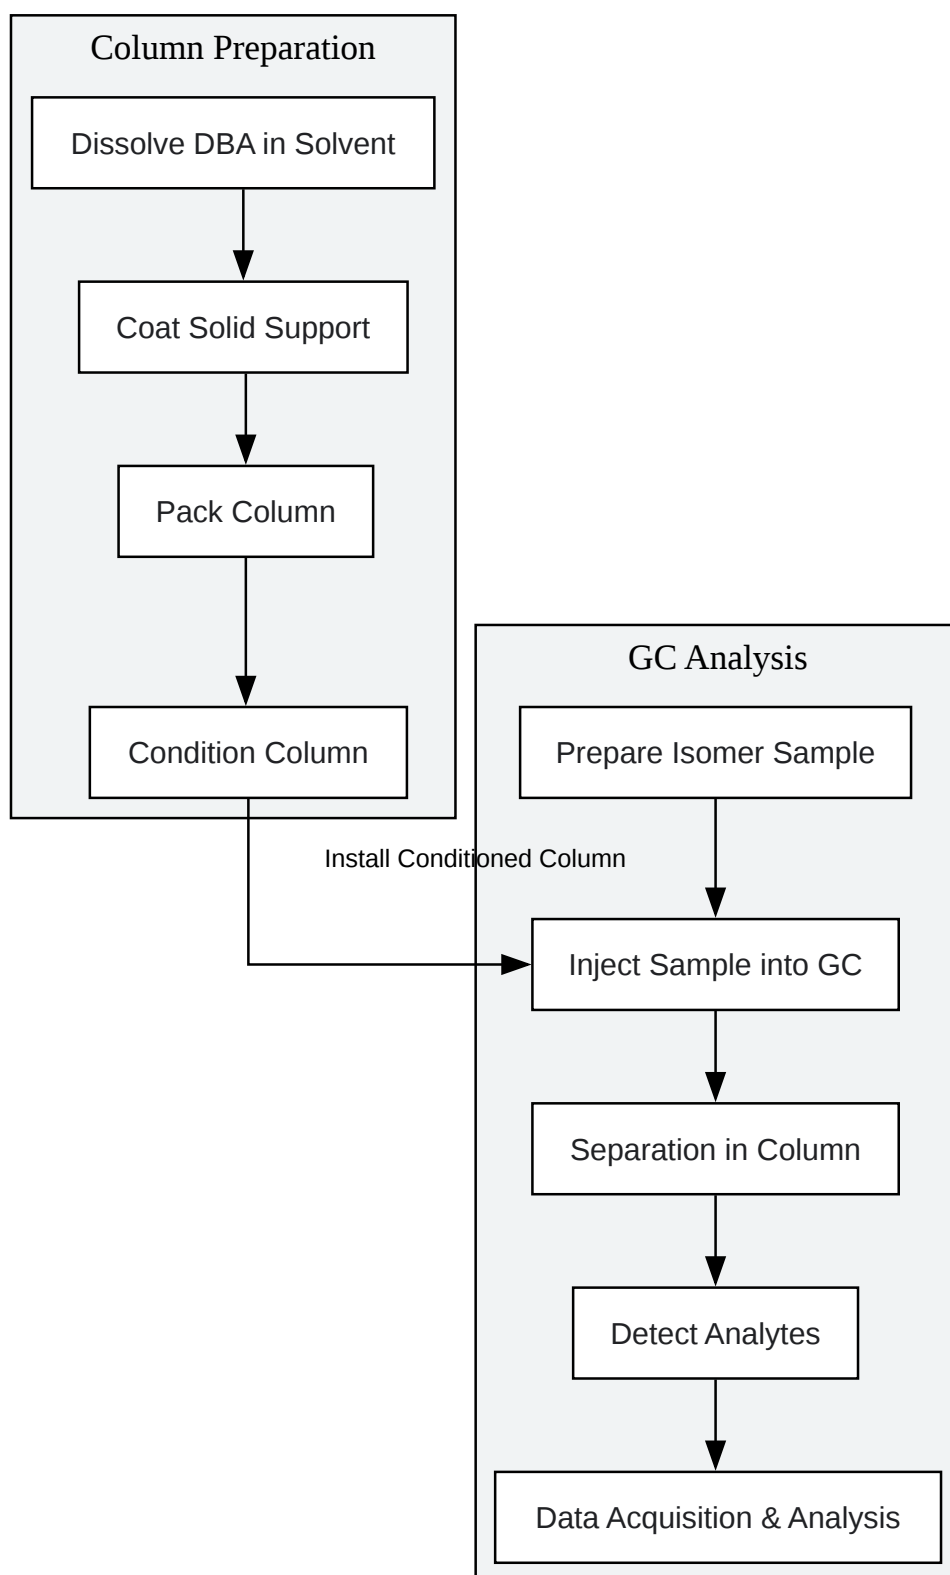 Column Preparation
Dissolve DBA in Solvent
Coat Solid Support
Pack Column
Condition Column
Install Conditioned Column
GC Analysis
Prepare Isomer Sample
Inject Sample into GC
Separation in Column
Detect Analytes
Data Acquisition & Analysis